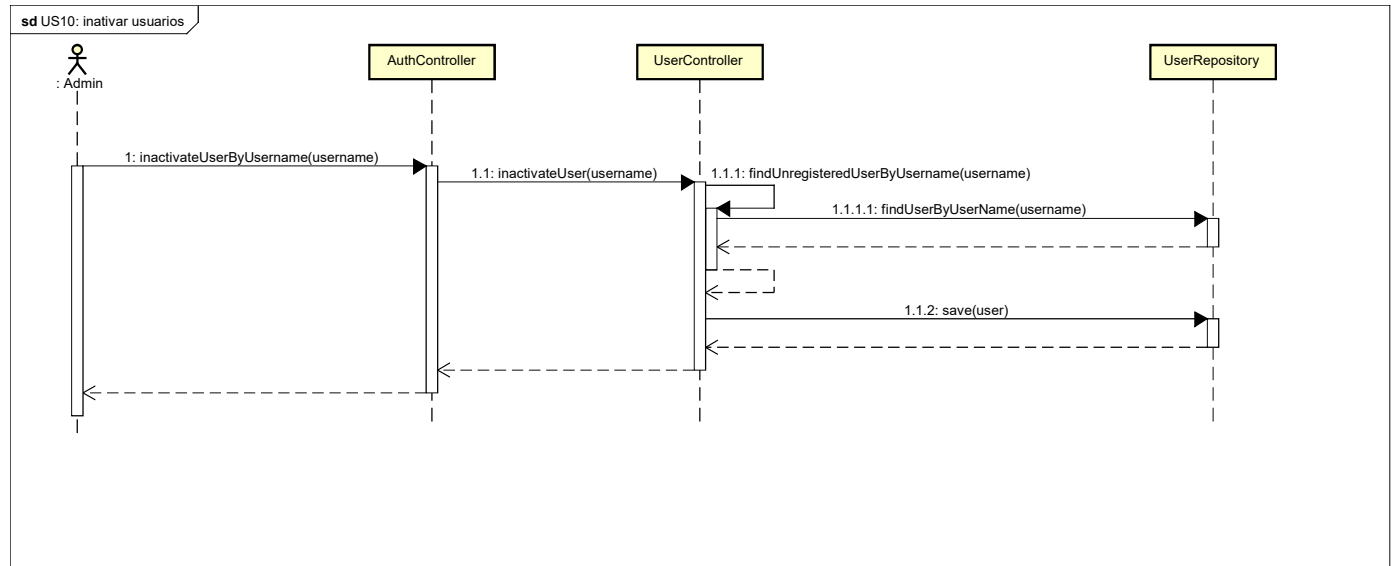 sd US10: inativar usuarios
: Admin
AuthController
UserController
UserRepository
1: inactivateUserByUsername(username)
1.1: inactivateUser(username)
1.1.1: findUnregisteredUserByUsername(username)
1.1.1.1: findUserByUserName(username)
1.1.2: save(user)